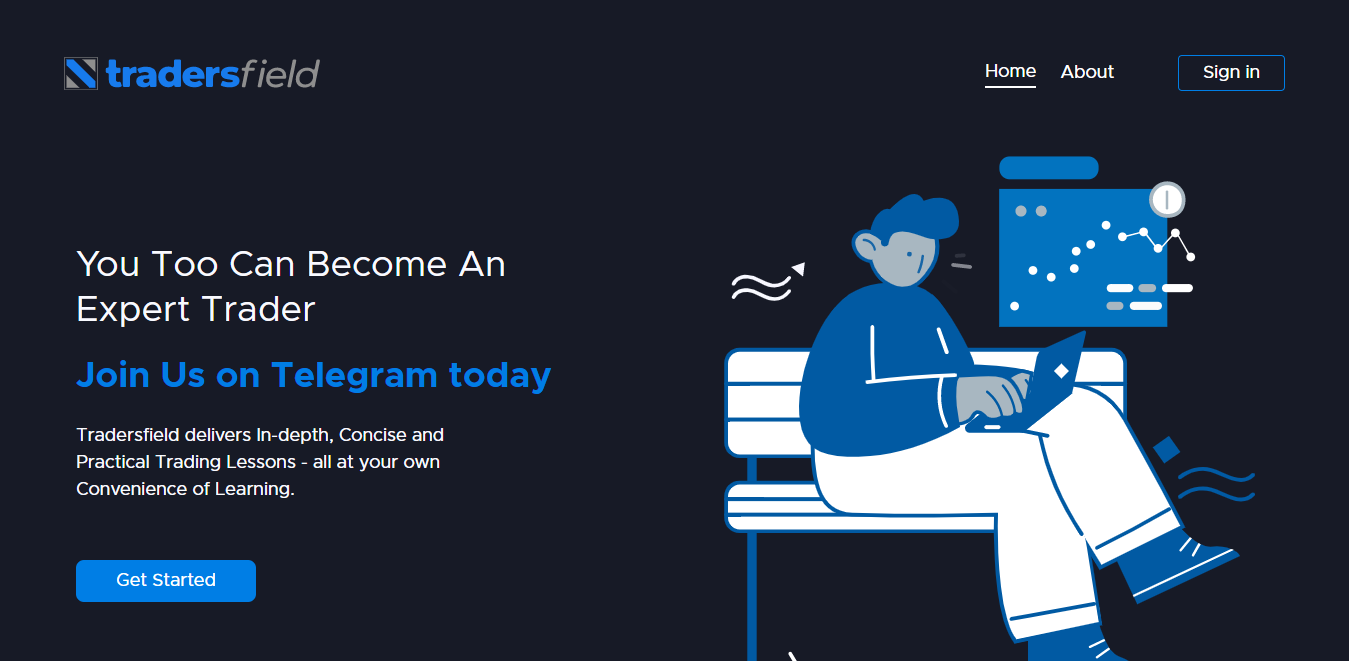 tradersfield
Home About Sign in
You Too Can Become An
Expert Trader
Join Us on Telegram today
Tradersfield delivers In-depth, Concise and
Practical Trading Lessons - all at your own
Convenience of Learning.
Get Started